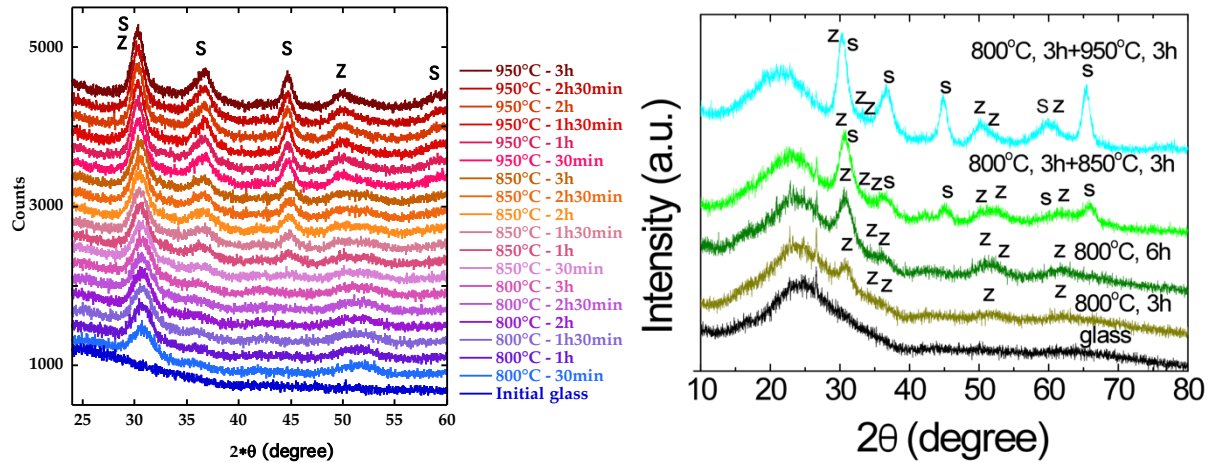 5000
3000
1000
Counts
S
Z
S
S
Z
S
25 30 35 40 45 50 55 60
2*θ (degree)
950°C - 3h
950°C - 2h30min
950°C - 2h
950°C - 1h30min
950°C - 1h
950°C - 30min
850°C - 3h
850°C - 2h30min
850°C - 2h
850°C - 1h30min
850°C - 1h
850°C - 30min
800°C - 3h
800°C - 2h30min
800°C - 2h
800°C - 1h30min
800°C - 1h
800°C - 30min
Initial glass
Intensity (a.u.)
Z S Z Z S S Z Z S Z S
800°C, 3h+950°C, 3h
Z S Z Z S S Z Z S Z S
800°C, 3h+850°C, 3h
Z Z Z Z Z Z
800°C, 6h
Z Z Z Z Z
800°C, 3h
glass
10 20 30 40 50 60 70 80
2θ (degree)